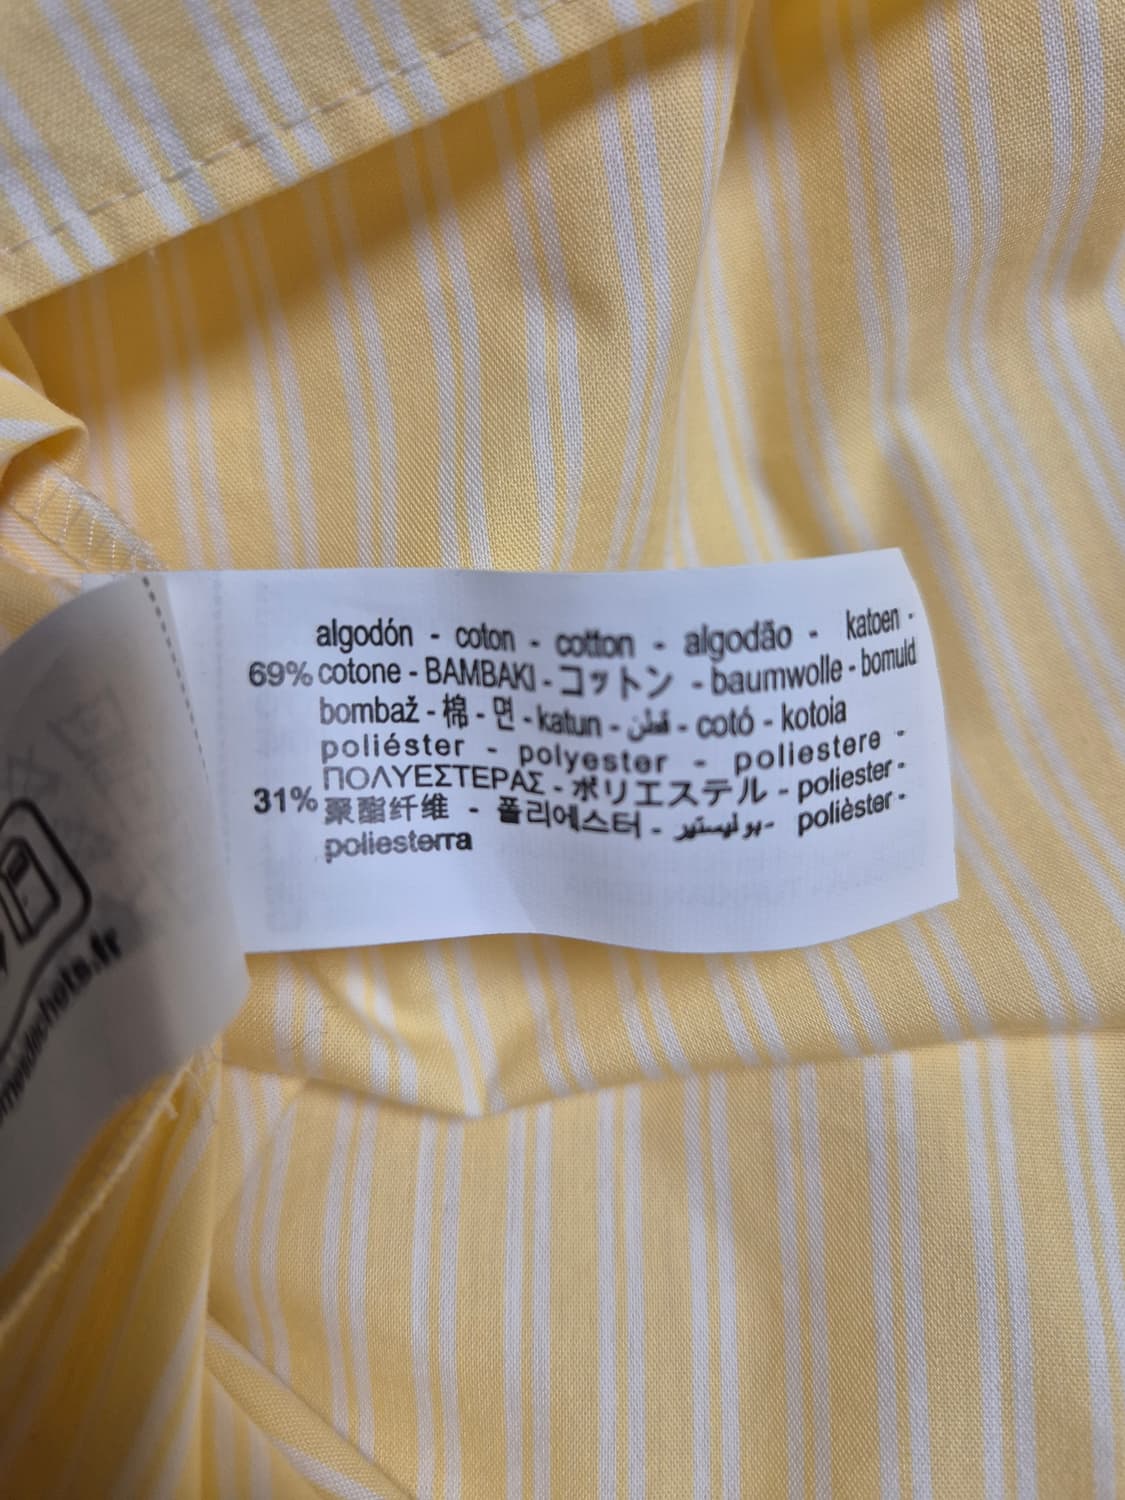 algodón - coton - cotton - algodão - katoen -
69% cotone - BAMBAKI - コットン - baumwolle - bomuld
bombaž - 棉 - 면 - katun - قطن - cotó - kotoia
poliéster - polyester - poliestere -
31% ΠΟΛΥΕΣΤΕΡΑΣ - ポリエステル - poliester -
聚酯纤维 - 폴리에스터 - بوليستير - polièster -
poliesterra